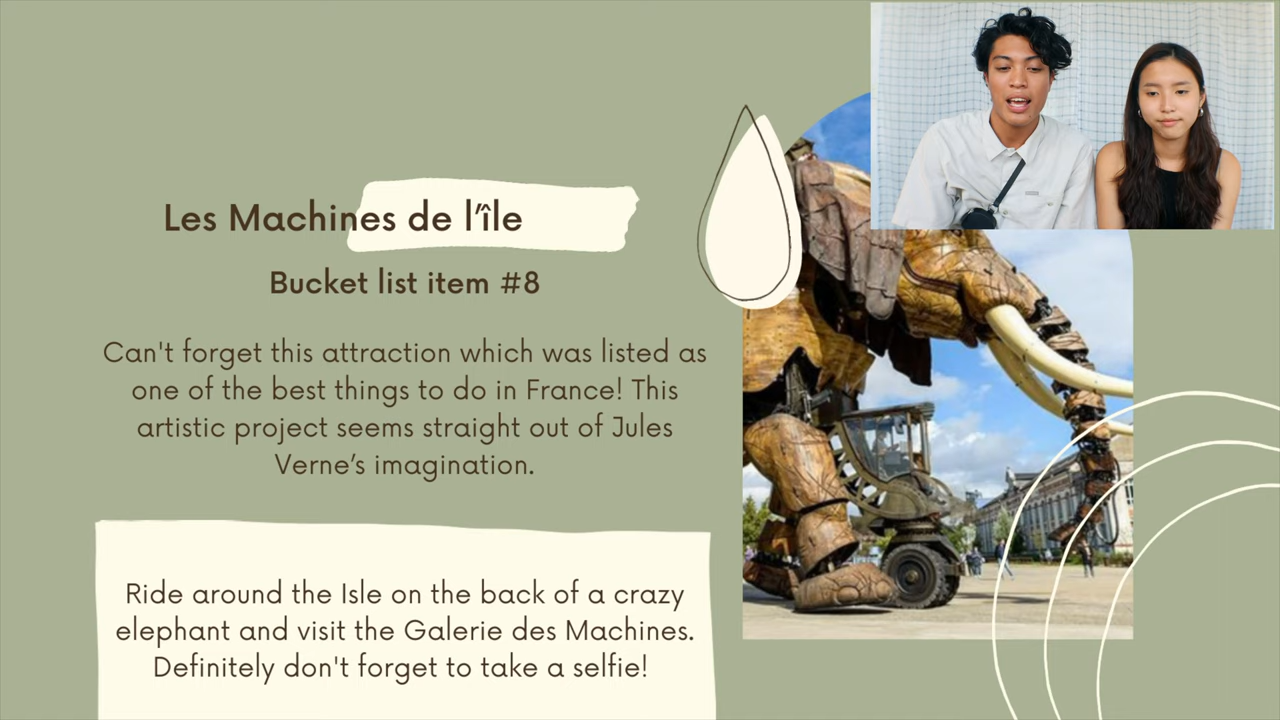 Les Machines de l’île
Bucket list item #8
Can't forget this attraction which was listed as
one of the best things to do in France! This
artistic project seems straight out of Jules
Verne’s imagination.
Ride around the Isle on the back of a crazy
elephant and visit the Galerie des Machines.
Definitely don't forget to take a selfie!